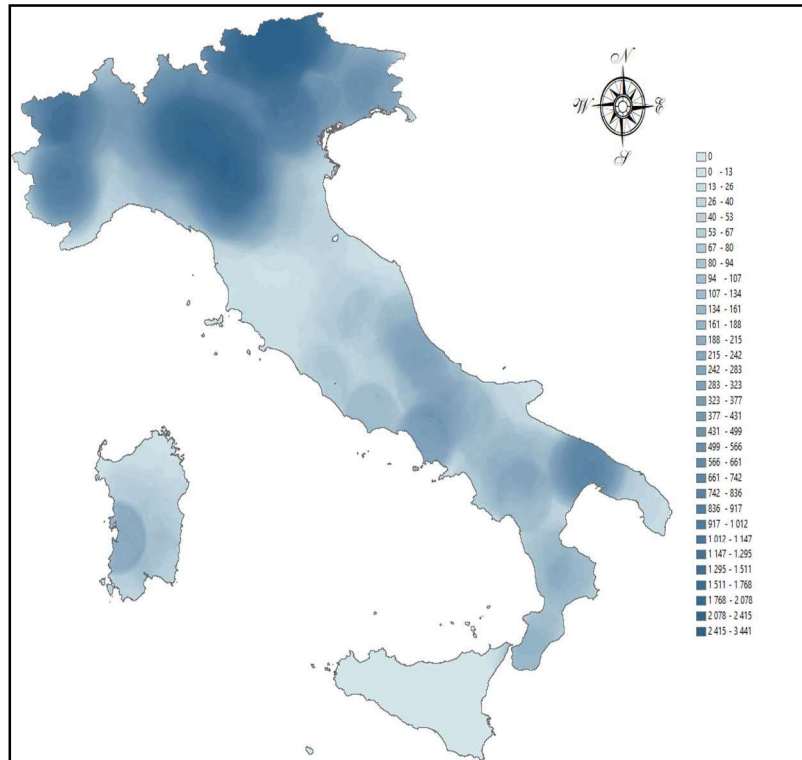 N
W E
S
0
0 - 13
13 - 26
26 - 40
40 - 53
53 - 67
67 - 80
80 - 94
94 - 107
107 - 134
134 - 161
161 - 188
188 - 215
215 - 242
242 - 283
283 - 323
323 - 377
377 - 431
431 - 499
499 - 566
566 - 661
661 - 742
742 - 836
836 - 917
917 - 1 012
1 012 - 1 147
1 147 - 1 295
1 295 - 1 511
1 511 - 1 768
1 768 - 2 078
2 078 - 2 415
2 415 - 3 441